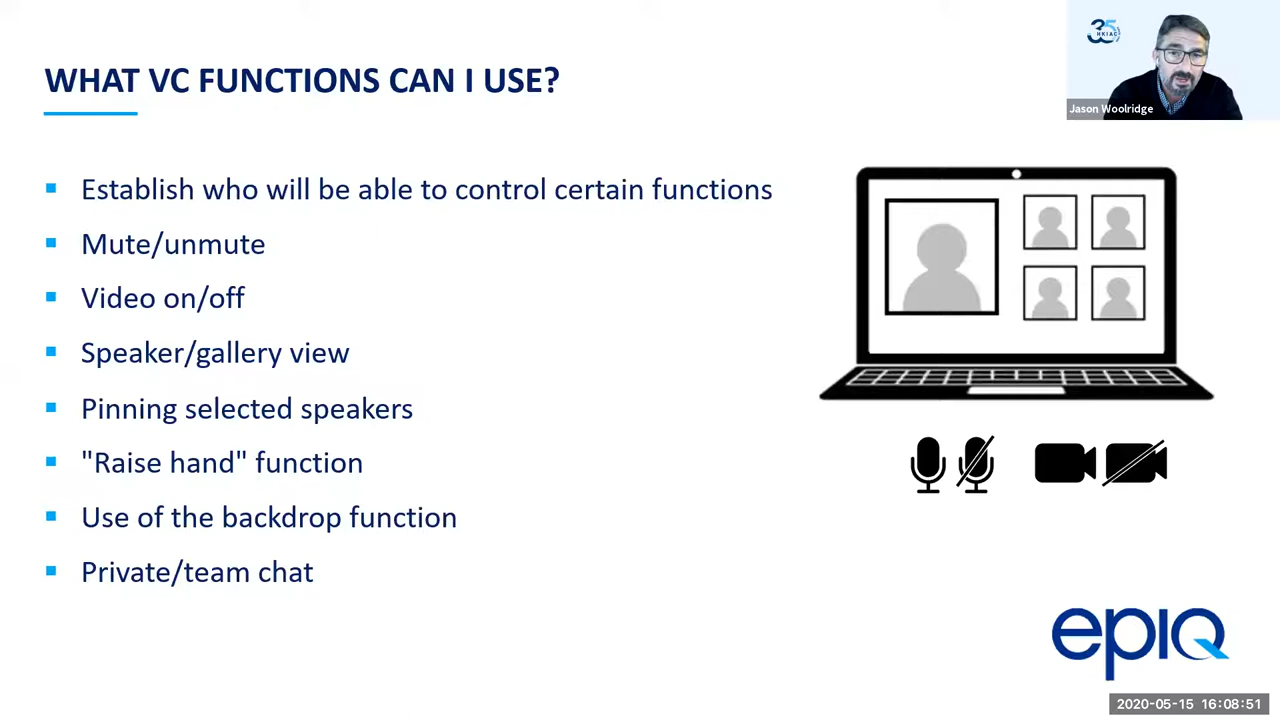 WHAT VC FUNCTIONS CAN I USE?
35
HKIAC
Jason Woolridge
Establish who will be able to control certain functions
Mute/unmute
Video on/off
Speaker/gallery view
Pinning selected speakers
"Raise hand" function
Use of the backdrop function
Private/team chat
epiq
2020-05-15 16:08:51